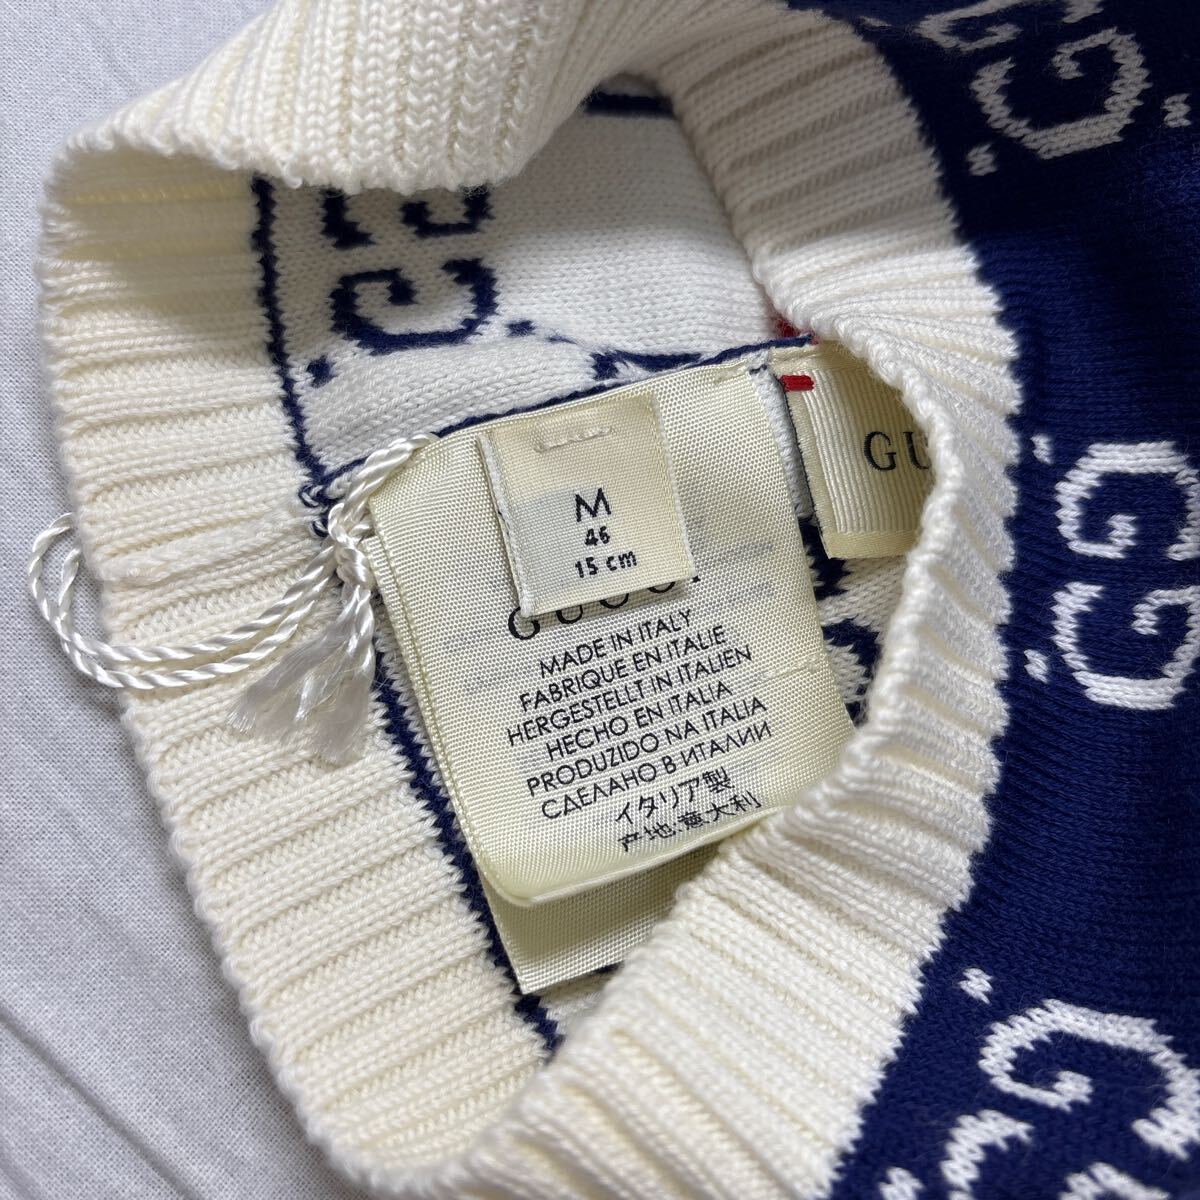 M
46
15 cm
GUCCI
MADE IN ITALY
FABRIQUE EN ITALIE
HERGESTELLT IN ITALIEN
HECHO EN ITALIA
PRODUZIDO NA ITALIA
СДЕЛАНО В ИТАЛИИ
イタリア製
产地:意大利
GU